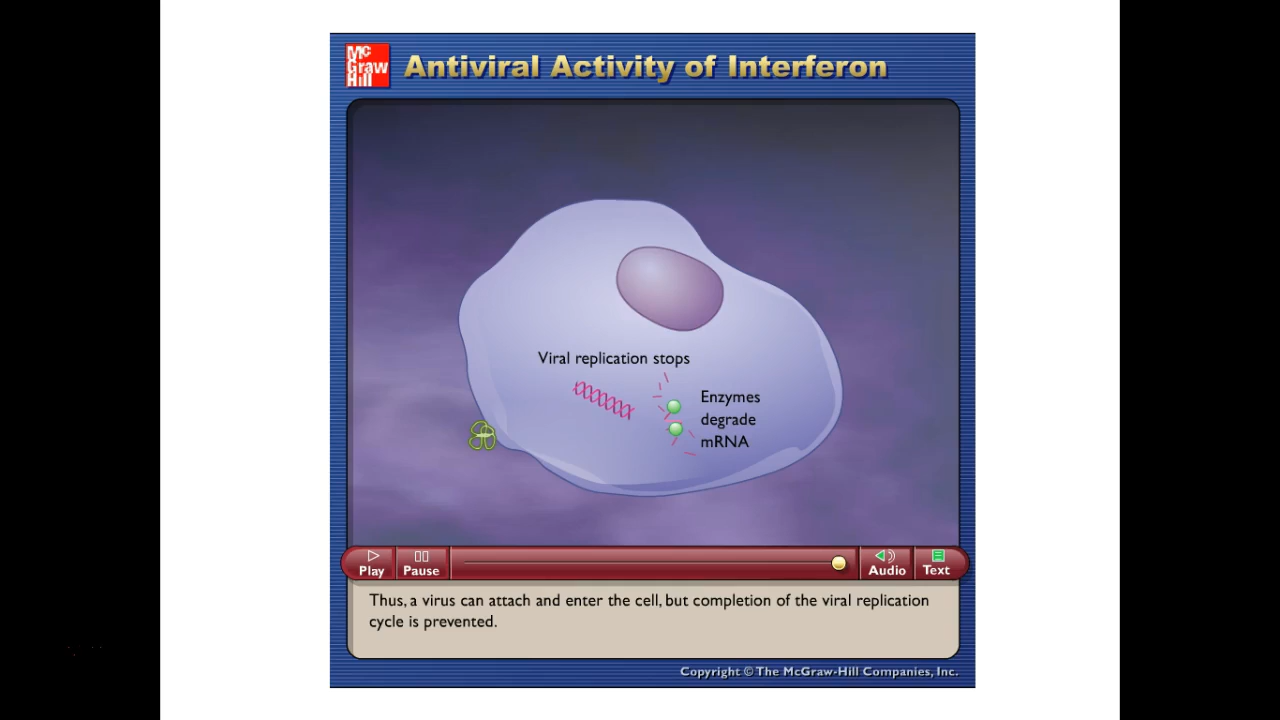 Mc
Graw
Hill
Antiviral Activity of Interferon
Viral replication stops
Enzymes
degrade
mRNA
Play
Pause
Audio
Text
Thus, a virus can attach and enter the cell, but completion of the viral replication
cycle is prevented.
Copyright © The McGraw-Hill Companies, Inc.